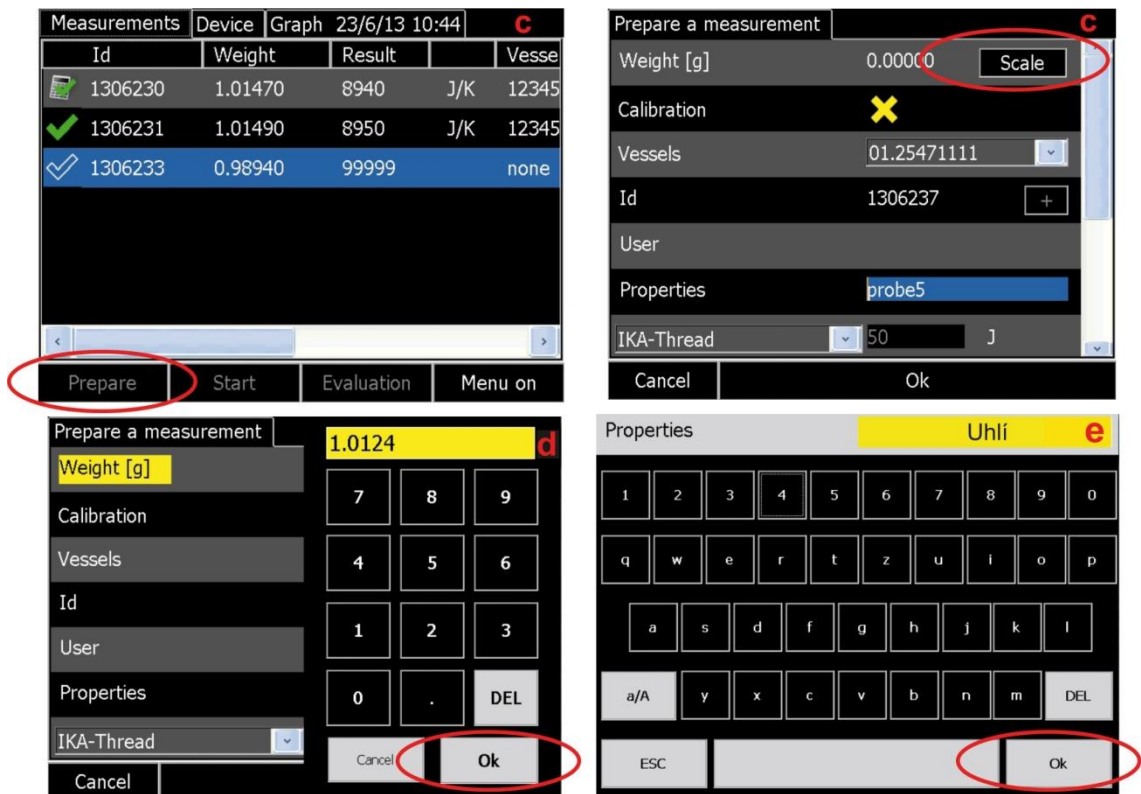 Measurements Device Graph 23/6/13 10:44 c
Id Weight Result Vesse
1306230 1.01470 8940 J/K 12345
1306231 1.01490 8950 J/K 12345
1306233 0.98940 99999 none
Prepare Start Evaluation Menu on
Prepare a measurement c
Weight [g] 0.00000 Scale
Calibration
Vessels 01.25471111
Id 1306237 +
User
Properties probe5
IKA-Thread 50 J
Cancel Ok
Prepare a measurement
Weight [g]
Calibration
Vessels
Id
User
Properties
IKA-Thread
Cancel
1.0124 d
7 8 9
4 5 6
1 2 3
0 . DEL
Cancel Ok
Properties Uhlí e
1 2 3 4 5 6 7 8 9 0
q w e r t z u i o p
a s d f g h j k l
a/A y x c v b n m DEL
ESC Ok